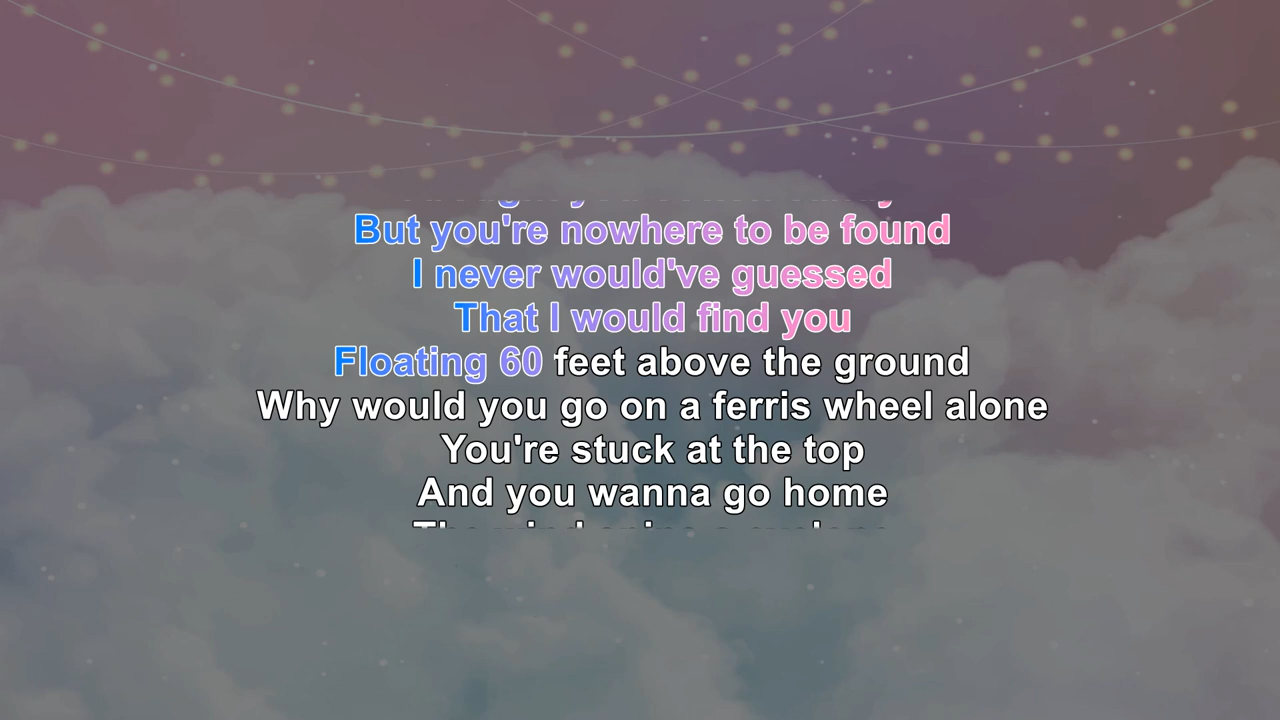 But you're nowhere to be found
I never would've guessed
That I would find you
Floating 60 feet above the ground
Why would you go on a ferris wheel alone
You're stuck at the top
And you wanna go home